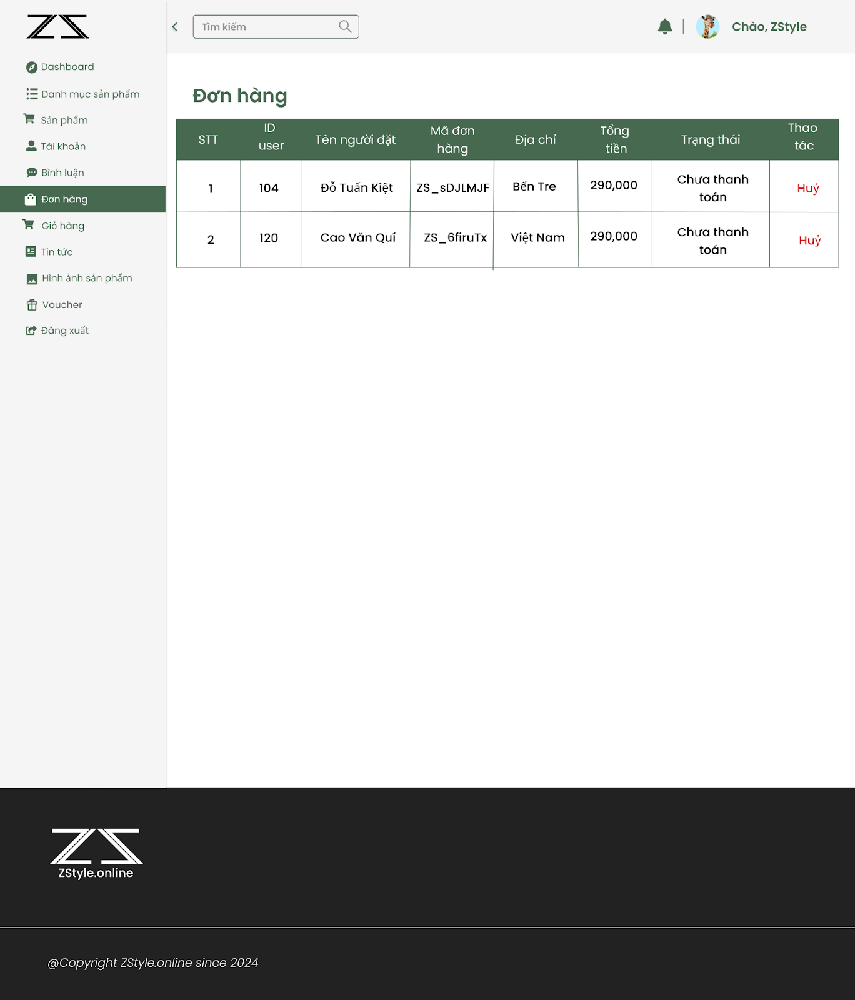 ZS
Tìm kiếm
Chào, ZStyle
Dashboard
Danh mục sản phẩm
Sản phẩm
Tài khoản
Bình luận
Đơn hàng
Giỏ hàng
Tin tức
Hình ảnh sản phẩm
Voucher
Đăng xuất
Đơn hàng
STT
ID
user
Tên người đặt
Mã đơn
hàng
Địa chỉ
Tổng
tiền
Trạng thái
Thao
tác
1
104
Đỗ Tuấn Kiệt
ZS_sDJLMJF
Bến Tre
290,000
Chưa thanh
toán
Huỷ
2
120
Cao Văn Quí
ZS_6firuTx
Việt Nam
290,000
Chưa thanh
toán
Huỷ
ZS
ZStyle.online
@Copyright ZStyle.online since 2024